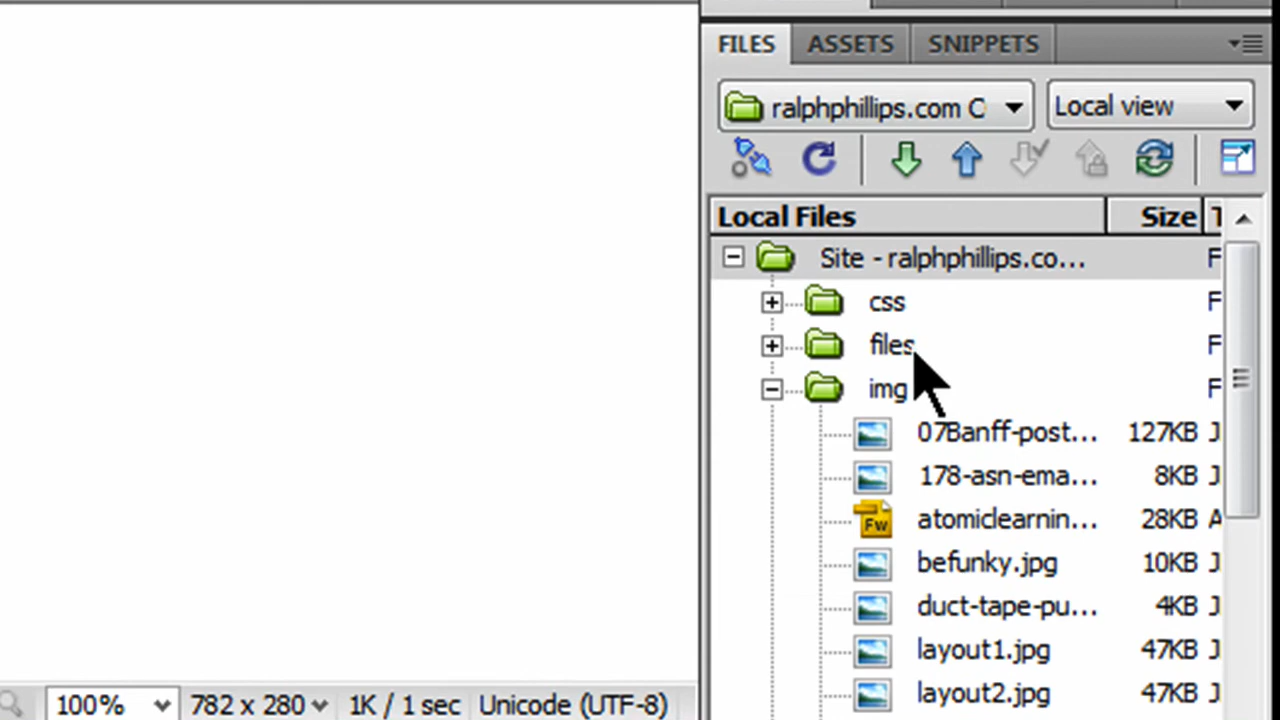 FILES ASSETS SNIPPETS
ralphphillips.com C Local view
Local Files Size T
Site - ralphphillips.co... F
css F
files F
img F
07Banff-post... 127KB J
178-asn-ema... 8KB J
Fw atomiclearnin... 28KB A
befunky.jpg 10KB J
duct-tape-pu... 4KB J
layout1.jpg 47KB J
layout2.jpg 47KB J
100% 782 x 280 1K / 1 sec Unicode (UTF-8)